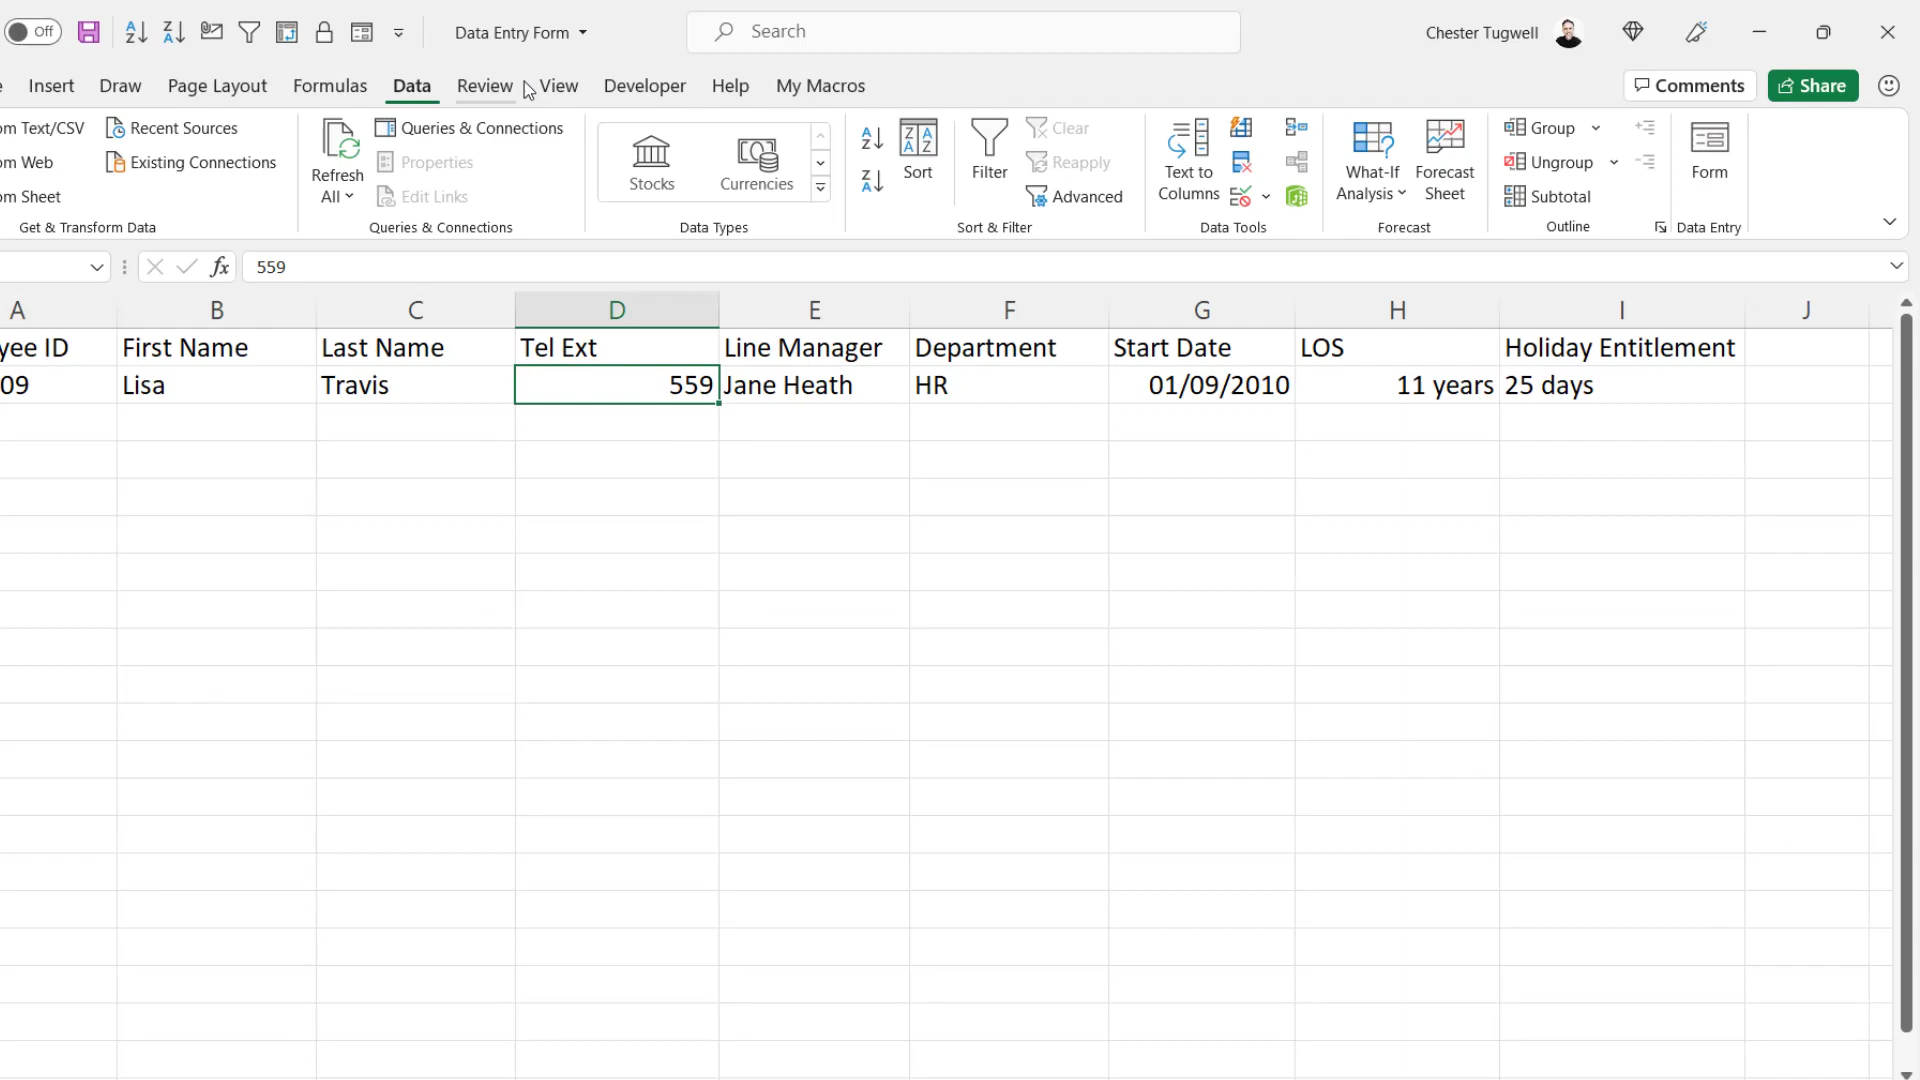 Off
Data Entry Form
Search
Chester Tugwell
Insert Draw Page Layout Formulas Data Review View Developer Help My Macros
Comments
Share
om Text/CSV
om Web
om Sheet
Recent Sources
Existing Connections
Get & Transform Data
Refresh
All
Queries & Connections
Properties
Edit Links
Queries & Connections
Stocks
Currencies
Data Types
Sort
Filter
Clear
Reapply
Advanced
Sort & Filter
Text to
Columns
Data Tools
What-If
Analysis
Forecast
Sheet
Forecast
Group
Ungroup
Subtotal
Outline
Form
Data Entry
fx 559
A B C D E F G H I J
yee ID First Name Last Name Tel Ext Line Manager Department Start Date LOS Holiday Entitlement
09 Lisa Travis 559 Jane Heath HR 01/09/2010 11 years 25 days